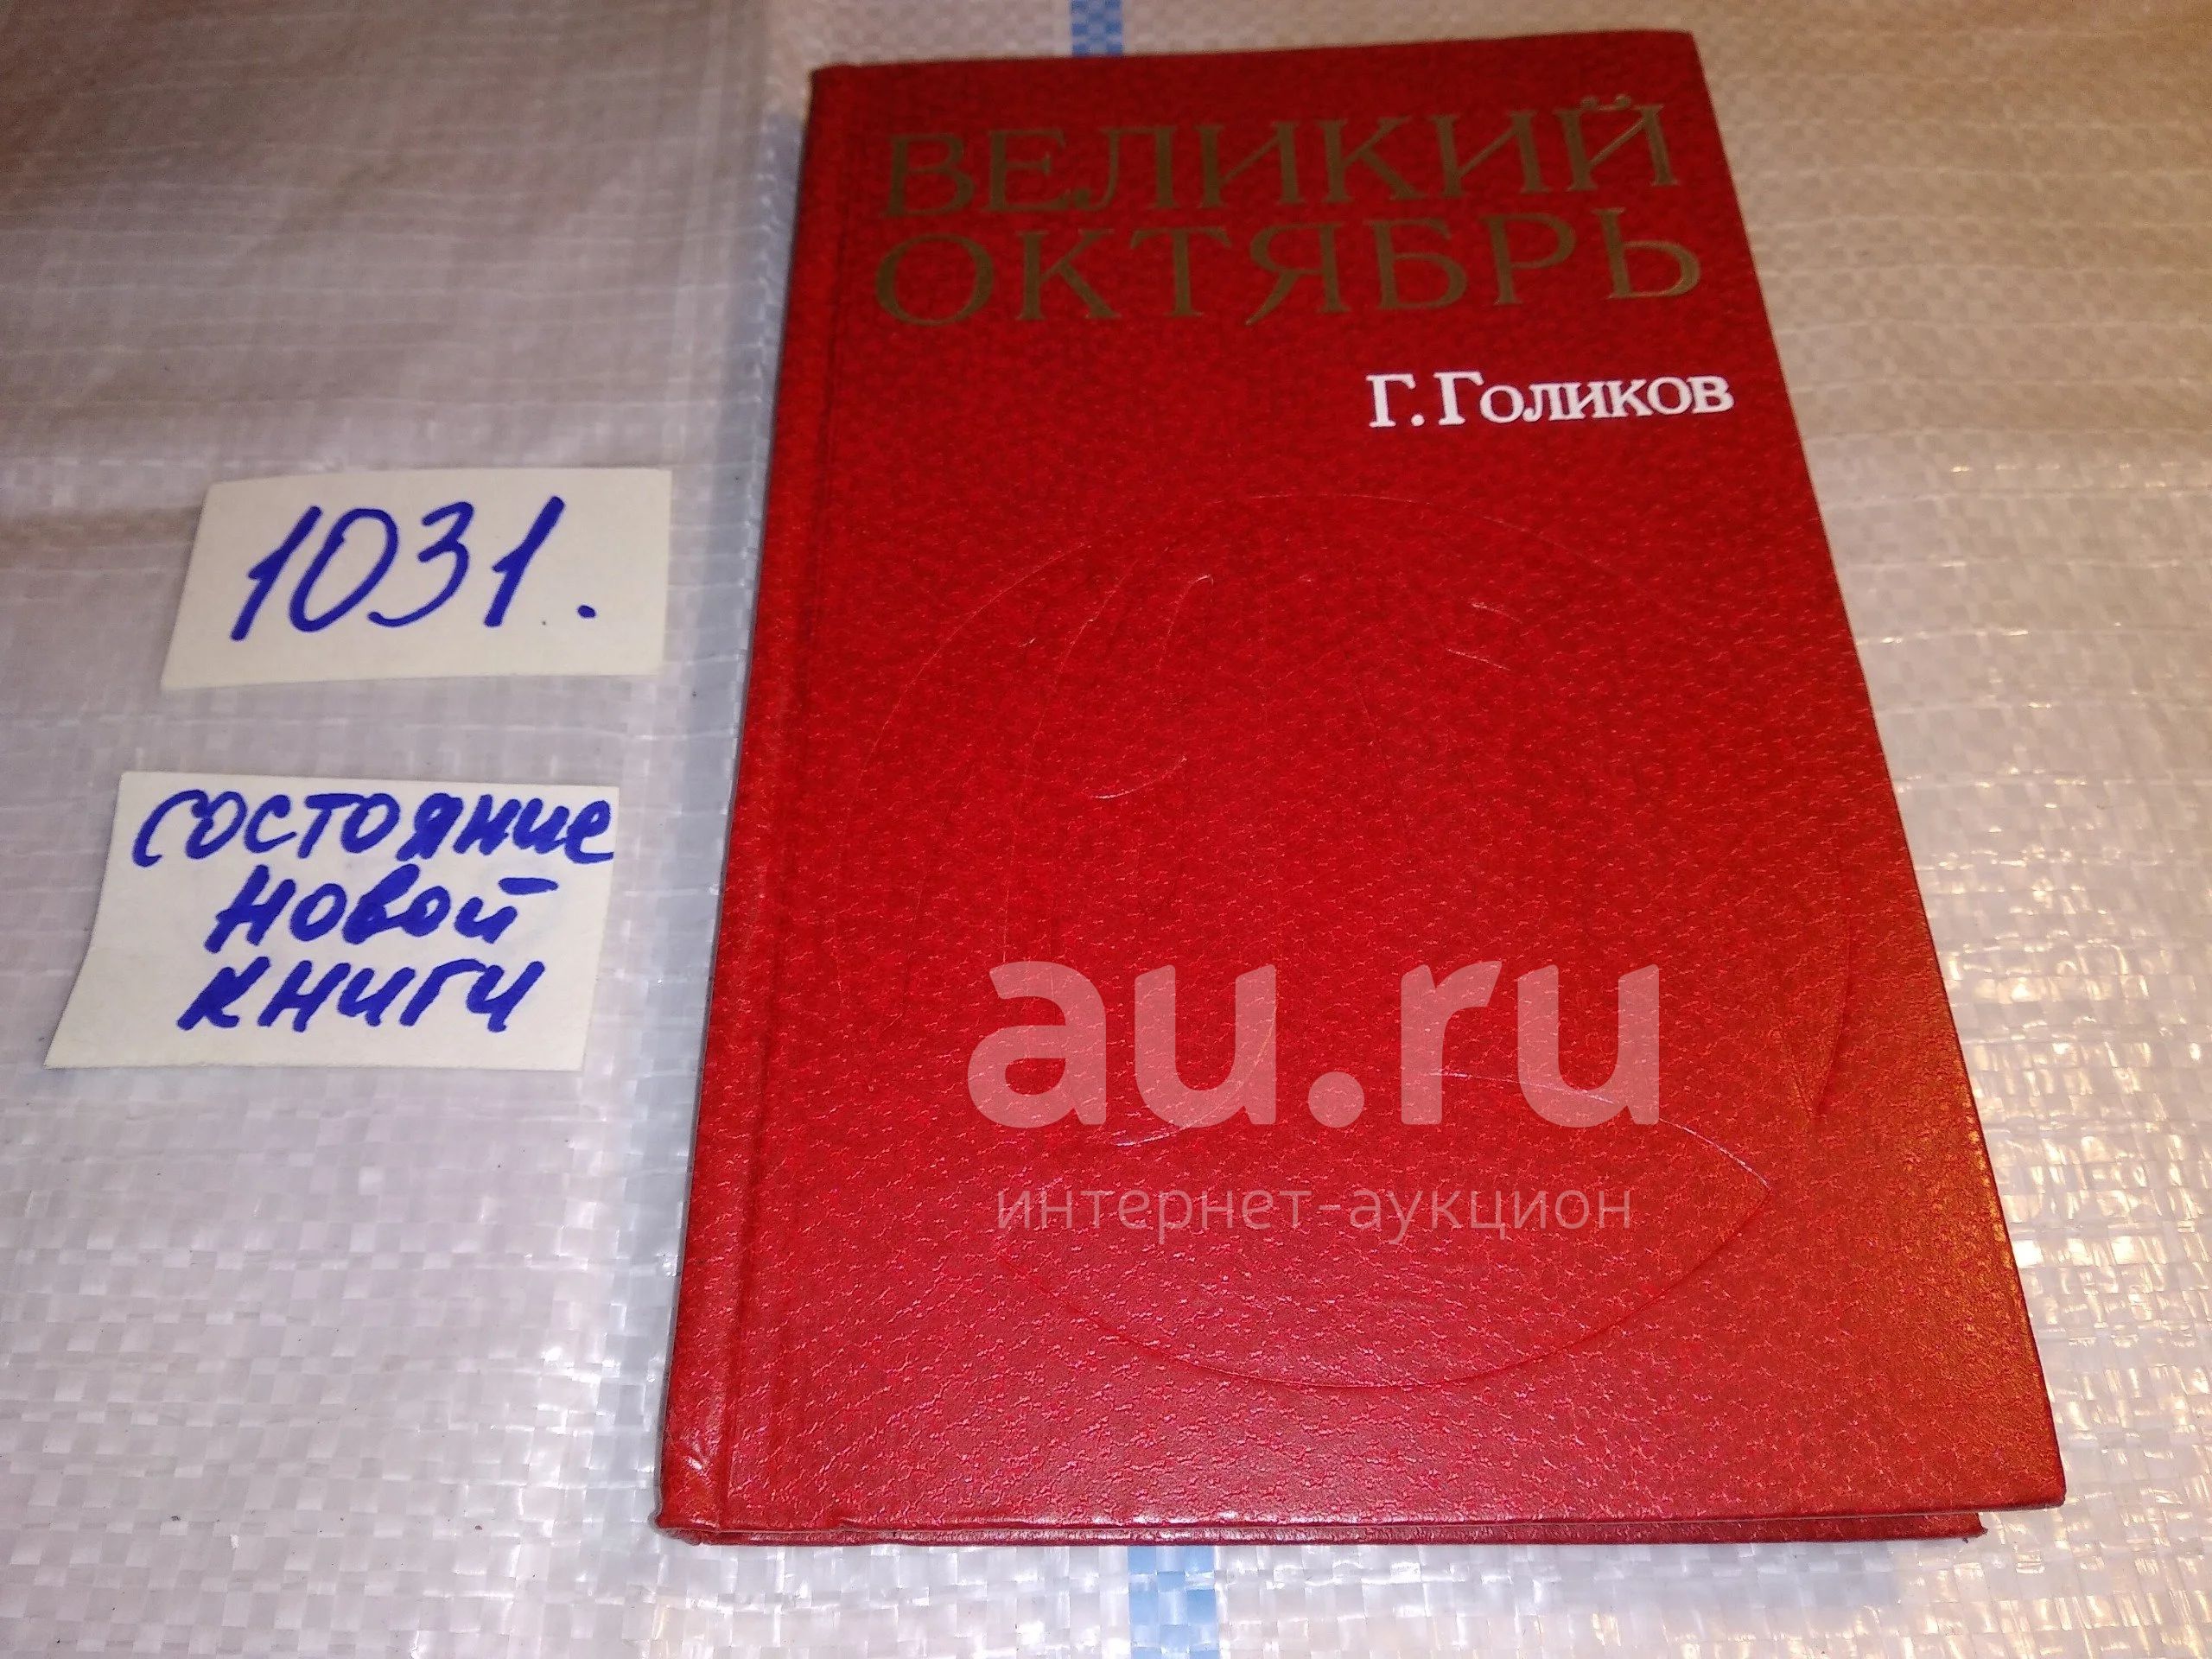 ВЕЛИКИЙ
ОКТЯБРЬ
Г. Голиков
1031.
состояние
новой
книги
au.ru
интернет-аукцион